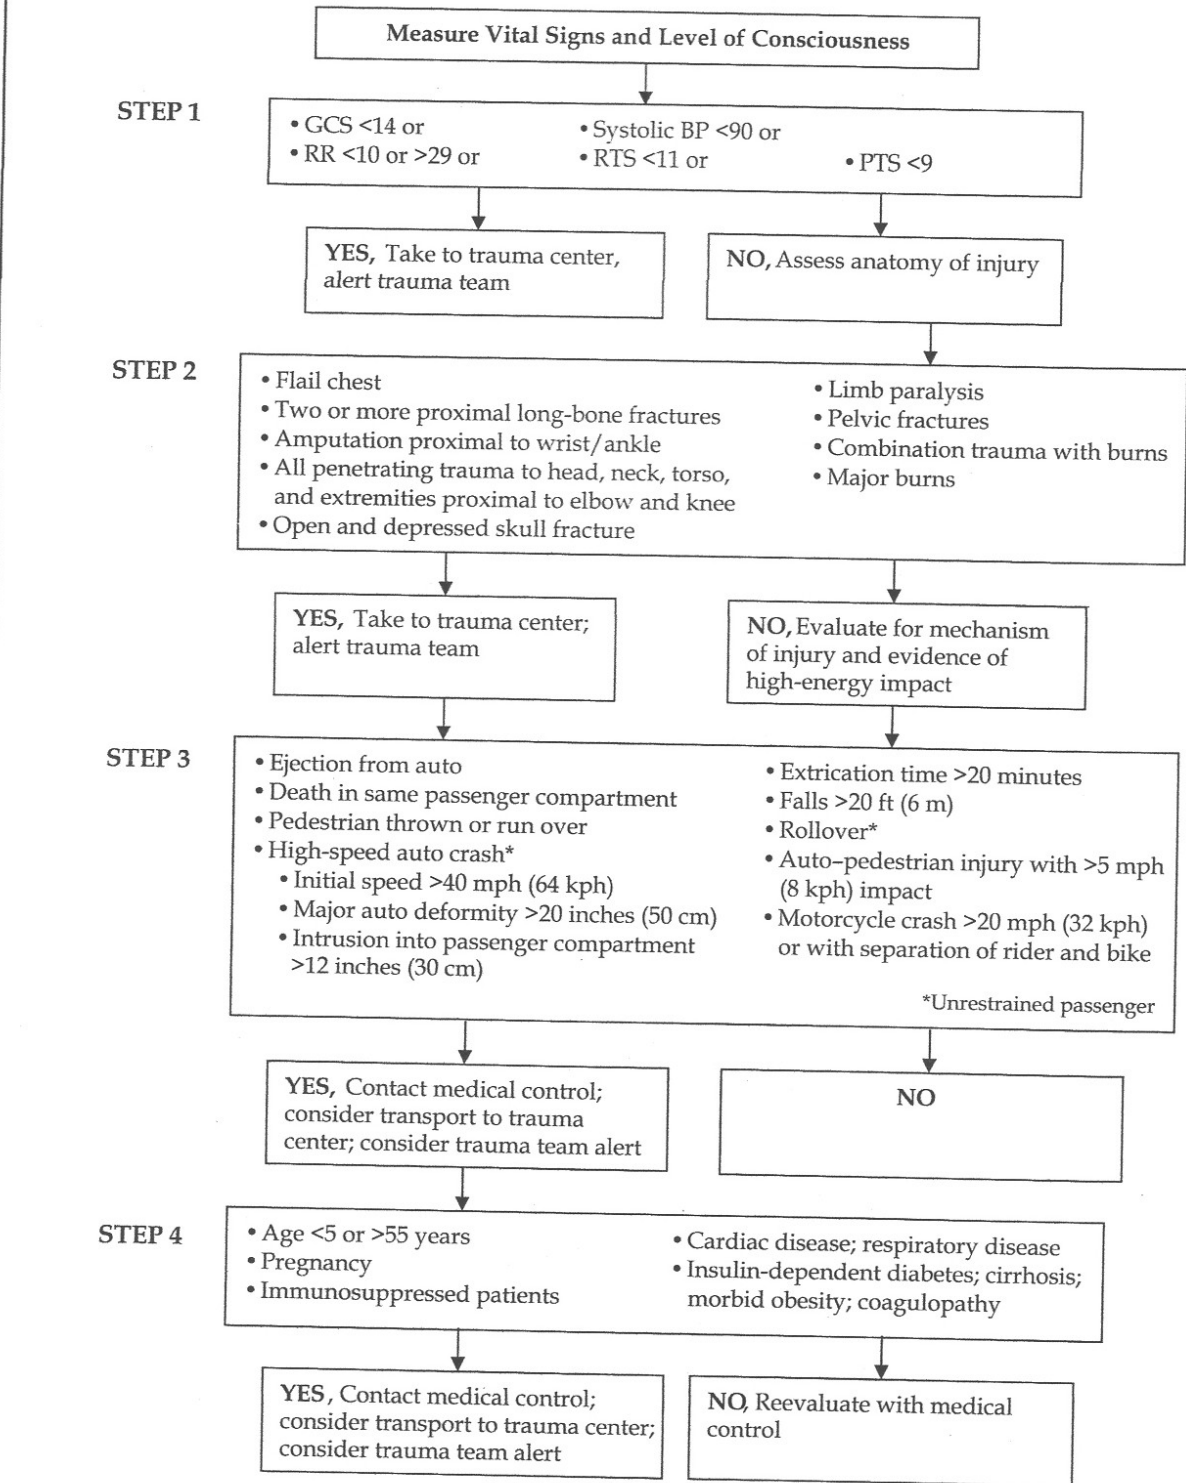 Measure Vital Signs and Level of Consciousness
STEP 1
• GCS <14 or
• RR <10 or >29 or
• Systolic BP <90 or
• RTS <11 or
• PTS <9
YES, Take to trauma center,
alert trauma team
NO, Assess anatomy of injury
STEP 2
• Flail chest
• Two or more proximal long-bone fractures
• Amputation proximal to wrist/ankle
• All penetrating trauma to head, neck, torso,
and extremities proximal to elbow and knee
• Open and depressed skull fracture
• Limb paralysis
• Pelvic fractures
• Combination trauma with burns
• Major burns
YES, Take to trauma center;
alert trauma team
NO, Evaluate for mechanism
of injury and evidence of
high-energy impact
STEP 3
• Ejection from auto
• Death in same passenger compartment
• Pedestrian thrown or run over
• High-speed auto crash*
• Initial speed >40 mph (64 kph)
• Major auto deformity >20 inches (50 cm)
• Intrusion into passenger compartment
>12 inches (30 cm)
• Extrication time >20 minutes
• Falls >20 ft (6 m)
• Rollover*
• Auto–pedestrian injury with >5 mph
(8 kph) impact
• Motorcycle crash >20 mph (32 kph)
or with separation of rider and bike
*Unrestrained passenger
YES, Contact medical control;
consider transport to trauma
center; consider trauma team alert
NO
STEP 4
• Age <5 or >55 years
• Pregnancy
• Immunosuppressed patients
• Cardiac disease; respiratory disease
• Insulin-dependent diabetes; cirrhosis;
morbid obesity; coagulopathy
YES, Contact medical control;
consider transport to trauma center;
consider trauma team alert
NO, Reevaluate with medical
control